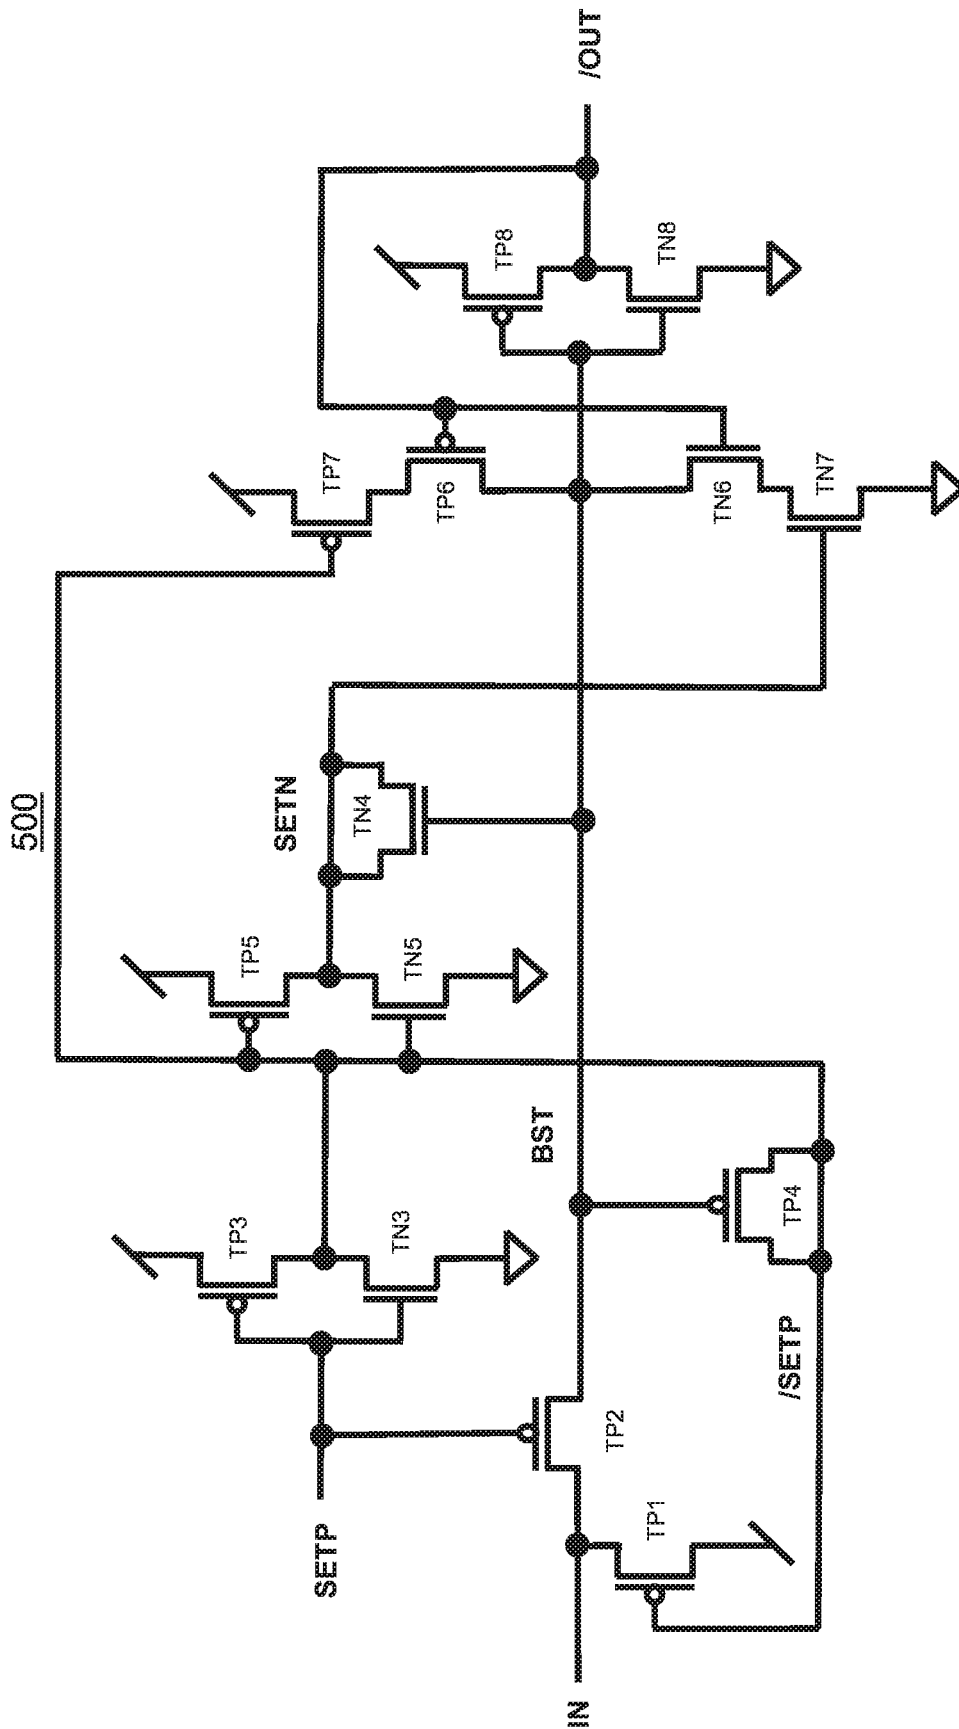 500
/OUT
TP8
TN8
TP7
TP6
TN6
TN7
SETN
TN4
TP5
TN5
BST
TP3
TN3
TP4
/SETP
TP2
SETP
TP1
IN